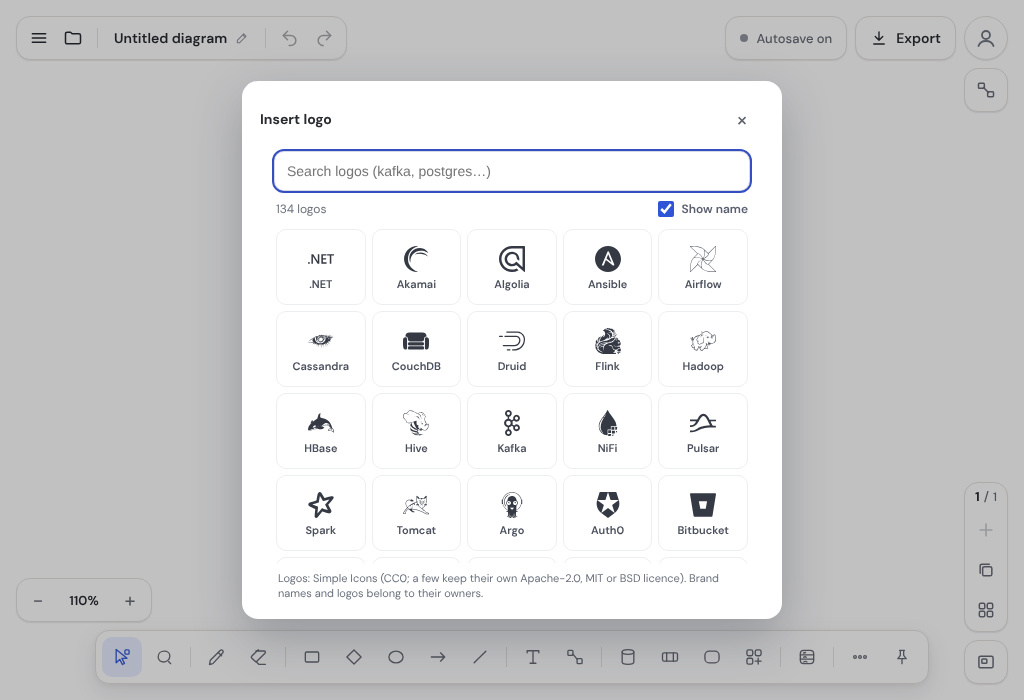 Untitled diagram
Autosave on
Export
Insert logo
×
Search logos (kafka, postgres…)
134 logos
Show name
.NET
.NET
Akamai
Algolia
Ansible
Airflow
Cassandra
CouchDB
Druid
Flink
Hadoop
HBase
Hive
Kafka
NiFi
Pulsar
Spark
Tomcat
Argo
Auth0
Bitbucket
Logos: Simple Icons (CC0; a few keep their own Apache-2.0, MIT or BSD licence). Brand
names and logos belong to their owners.
1 / 1
− 110% +